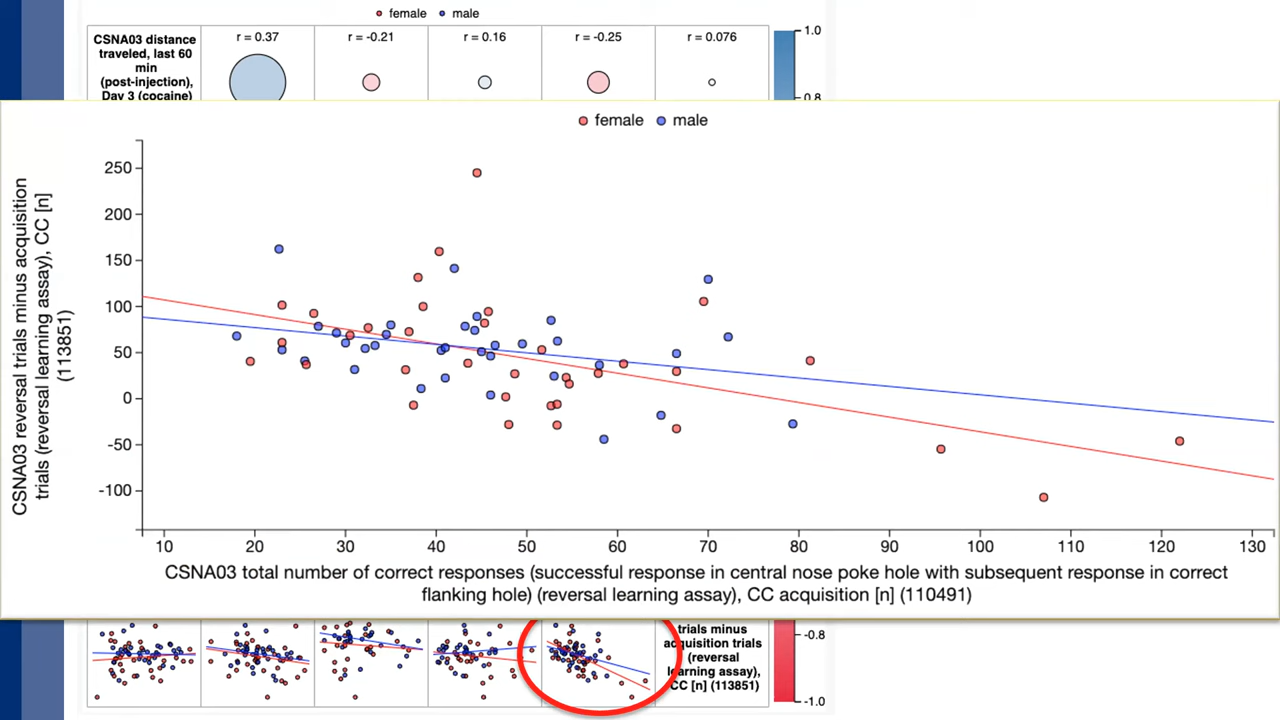 female male
CSNA03 distance
traveled, last 60
min
(post-injection),
Day 3 (cocaine)
r = 0.37
r = -0.21
r = 0.16
r = -0.25
r = 0.076
1.0
0.8
female male
CSNA03 reversal trials minus acquisition
trials (reversal learning assay), CC [n]
(113851)
250
200
150
100
50
0
-50
-100
10 20 30 40 50 60 70 80 90 100 110 120 130
CSNA03 total number of correct responses (successful response in central nose poke hole with subsequent response in correct
flanking hole) (reversal learning assay), CC acquisition [n] (110491)
trials minus
acquisition trials
(reversal
learning assay),
CC [n] (113851)
-0.8
-1.0